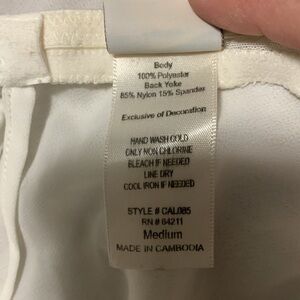 Body
100% Polyester
Back Yoke
85% Nylon 15% Spandex
Exclusive of Decoration
HAND WASH COLD
ONLY NON CHLORINE
BLEACH IF NEEDED
LINE DRY
COOL IRON IF NEEDED
STYLE # CAL085
RN # 64211
Medium
MADE IN CAMBODIA